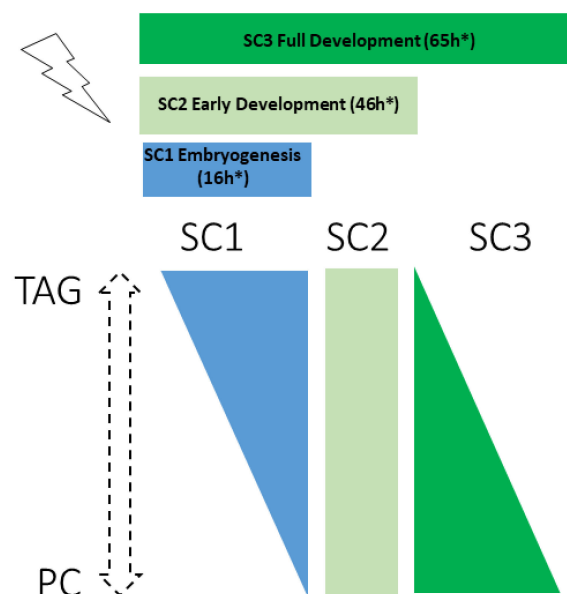 SC3 Full Development (65h*)
SC2 Early Development (46h*)
SC1 Embryogenesis
(16h*)
SC1 SC2 SC3
TAG
PC